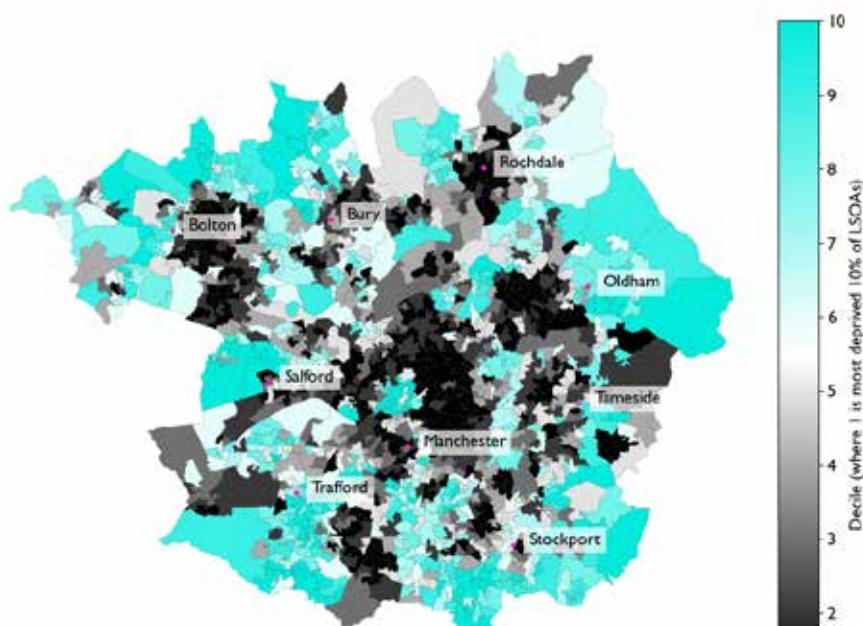 10
9
8
7
6
5
4
3
2
Decile (where 1 is most deprived 10% of LSOAs)
Rochdale
Bury
Bolton
Oldham
Salford
Tameside
Manchester
Trafford
Stockport